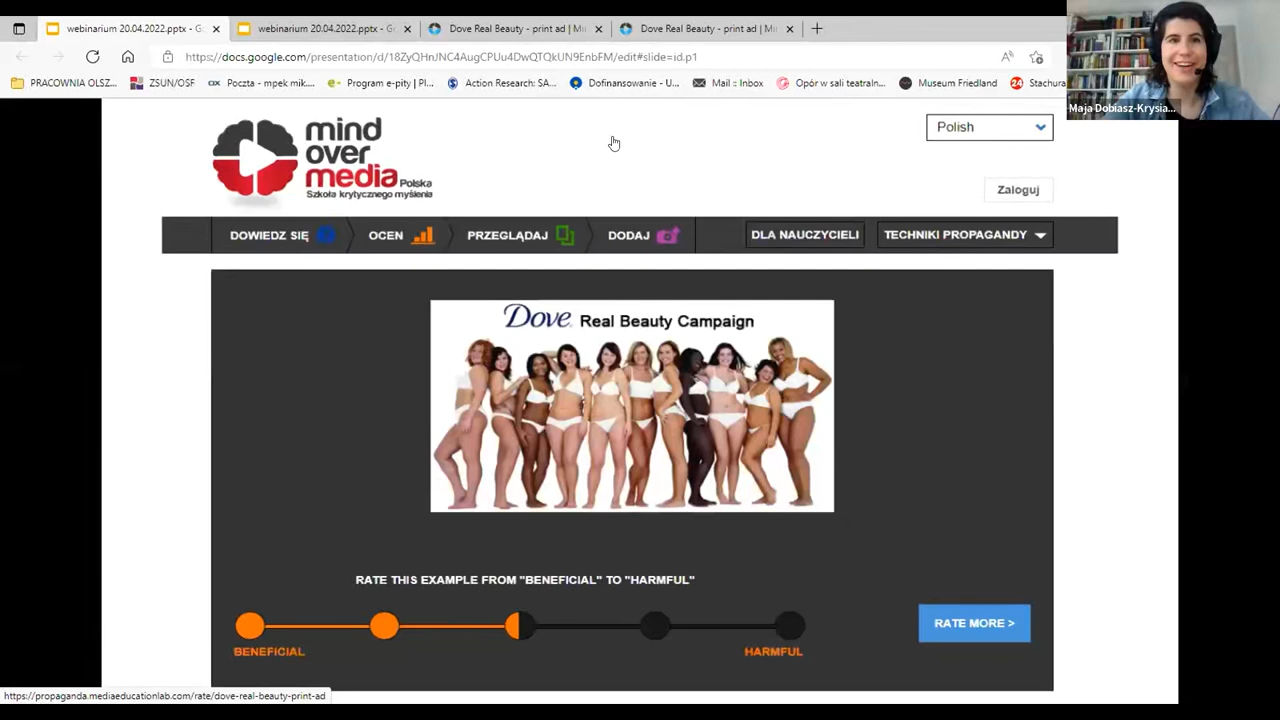 webinarium 20.04.2022.pptx - G
webinarium 20.04.2022.pptx - G
Dove Real Beauty - print ad | Mi
Dove Real Beauty - print ad | Mi
https://docs.google.com/presentation/d/18ZyQHnJNC4AugCPUu4DwQTQkUN9EnbFM/edit#slide=id.p1
PRACOWNIA OLSZ...
ZSUN/OSF
Poczta - mpek mik....
Program e-pity | Pl...
Action Research: SA...
Dofinansowanie - U...
Mail :: Inbox
Opór w sali teatraln...
Museum Friedland
Stachura
Maja Dobiasz-Krysia...
mind
over
media Polska
Szkoła krytycznego myślenia
Polish
Zaloguj
DOWIEDZ SIĘ
OCEN
PRZEGLĄDAJ
DODAJ
DLA NAUCZYCIELI
TECHNIKI PROPAGANDY
Dove Real Beauty Campaign
RATE THIS EXAMPLE FROM "BENEFICIAL" TO "HARMFUL"
RATE MORE >
BENEFICIAL
HARMFUL
https://propaganda.mediaeducationlab.com/rate/dove-real-beauty-print-ad